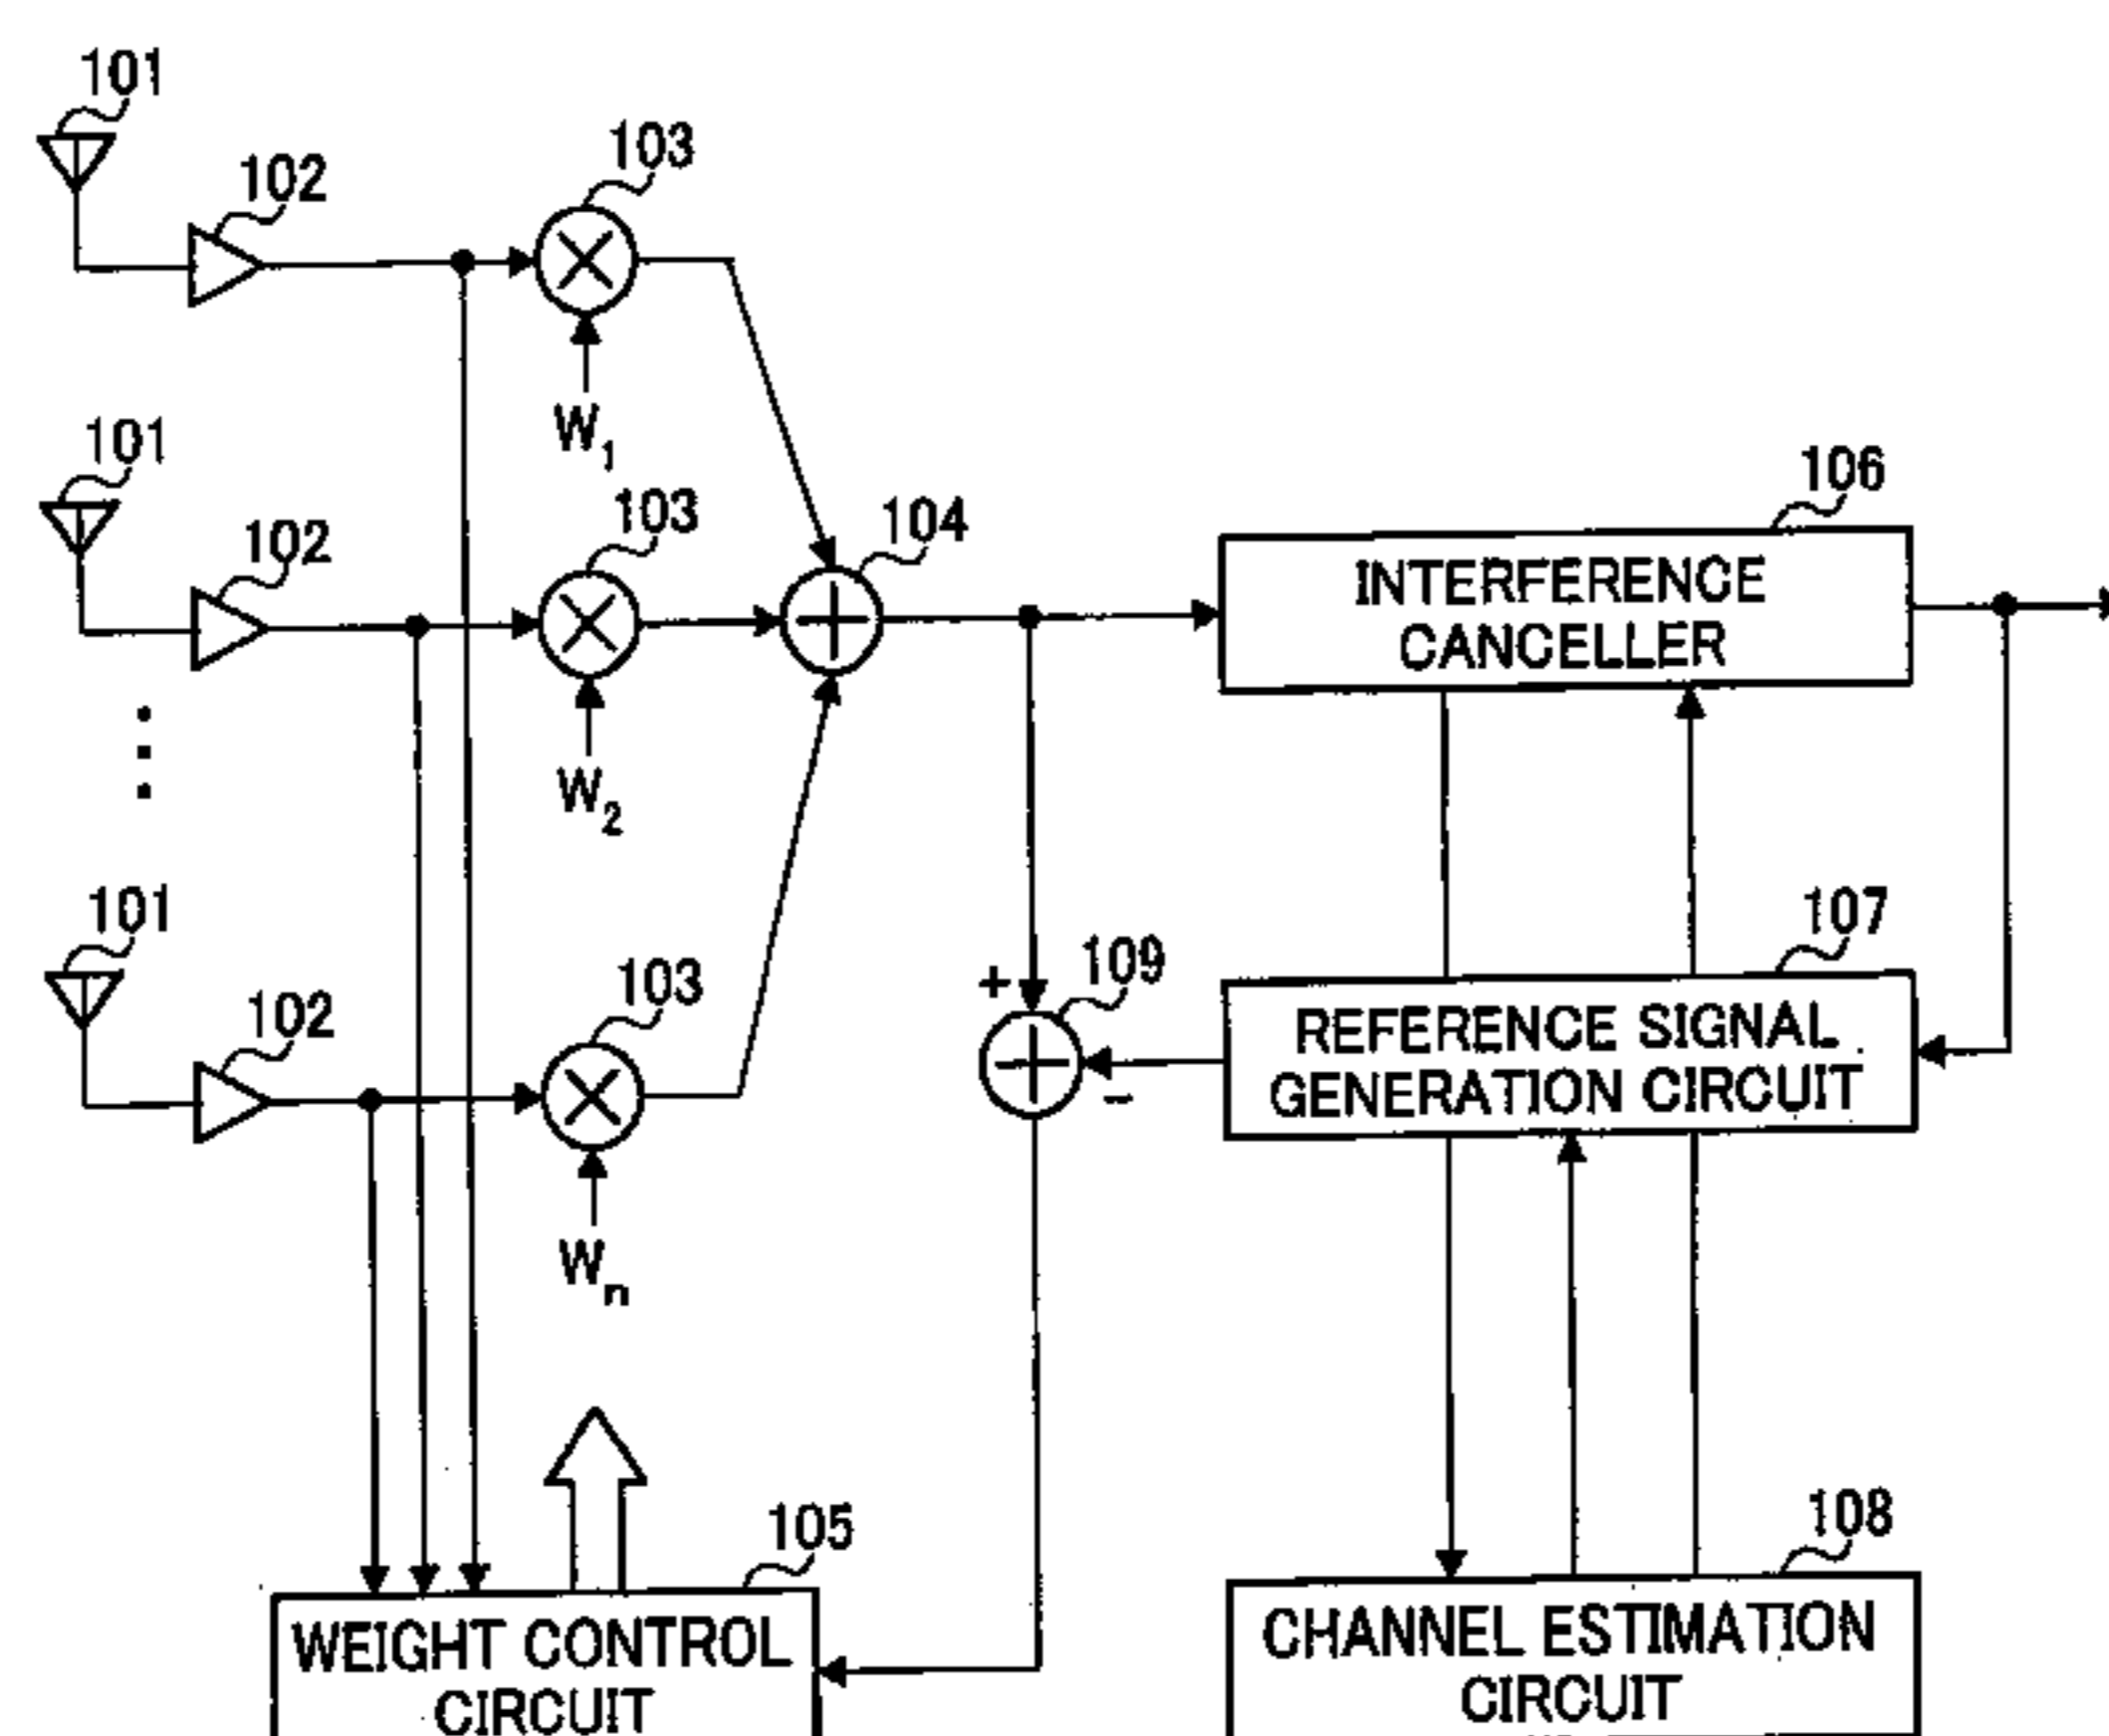 101
102
103
W1
101
102
103
104
106
INTERFERENCE
CANCELLER
W2
101
102
103
+
109
-
107
REFERENCE SIGNAL
GENERATION CIRCUIT
Wn
105
WEIGHT CONTROL
CIRCUIT
108
CHANNEL ESTIMATION
CIRCUIT